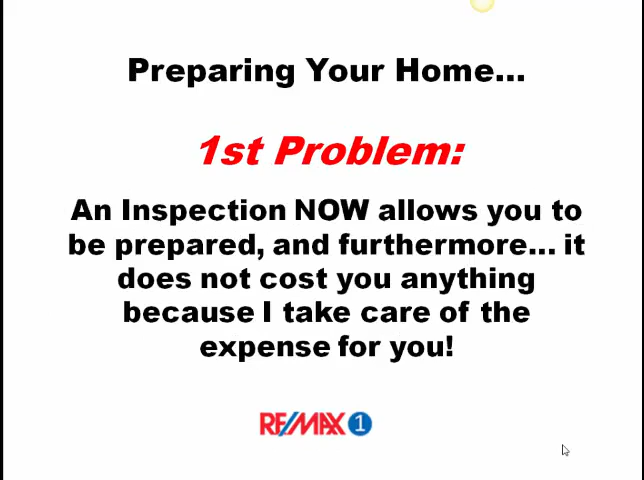 Preparing Your Home...
1st Problem:
An Inspection NOW allows you to
be prepared, and furthermore... it
does not cost you anything
because I take care of the
expense for you!
RE/MAX 1